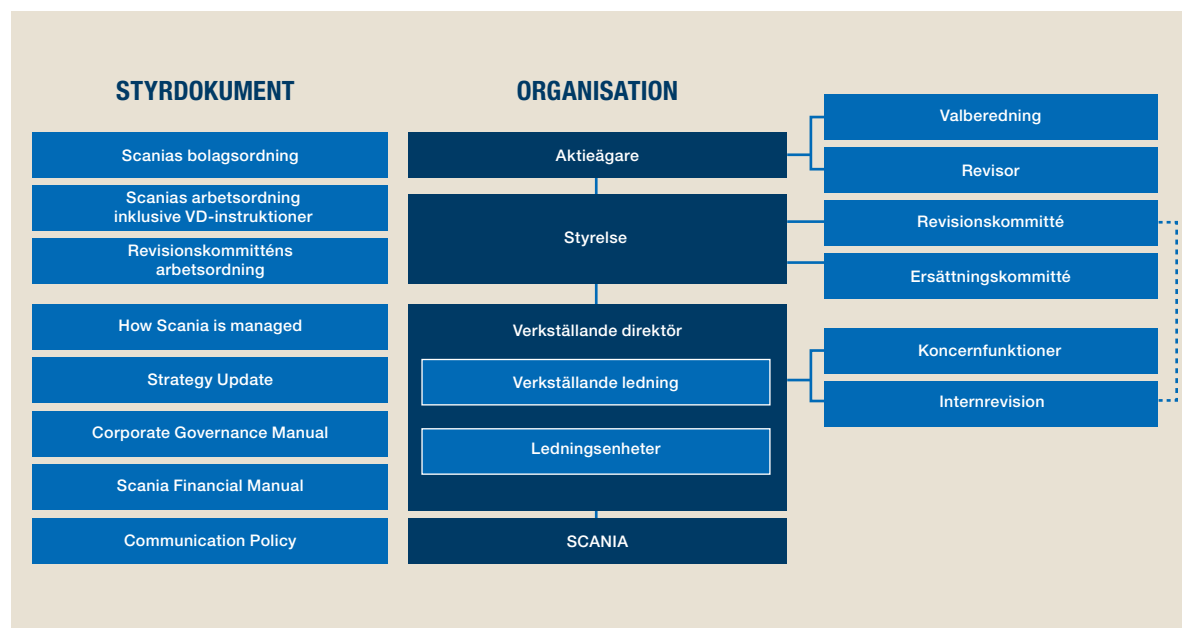 STYRDOKUMENT
Scanias bolagsordning
Scanias arbetsordning
inklusive VD-instruktioner
Revisionskommitténs
arbetsordning
How Scania is managed
Strategy Update
Corporate Governance Manual
Scania Financial Manual
Communication Policy
ORGANISATION
Aktieägare
Styrelse
Verkställande direktör
Verkställande ledning
Ledningsenheter
SCANIA
Valberedning
Revisor
Revisionskommitté
Ersättningskommitté
Koncernfunktioner
Internrevision